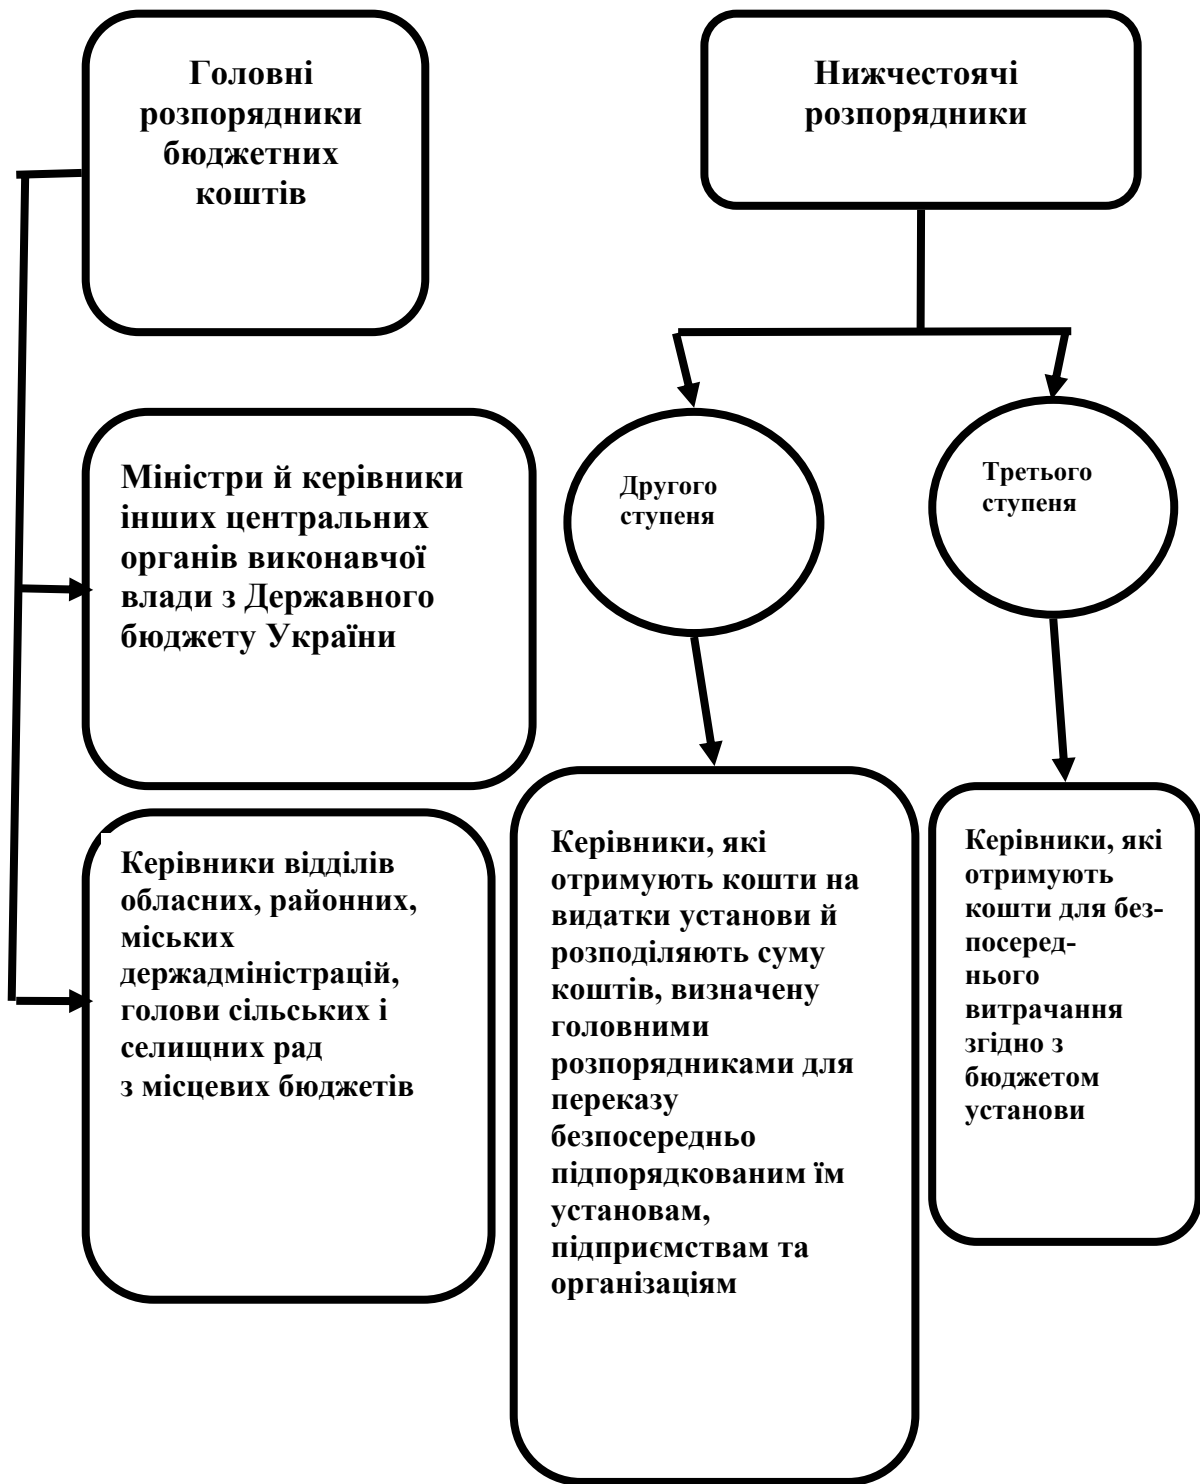 Головні
розпорядники
бюджетних
коштів
Нижчестоячі
розпорядники
Міністри й керівники
інших центральних
органів виконавчої
влади з Державного
бюджету України
Другого
ступеня
Третього
ступеня
Керівники відділів
обласних, районних,
міських
держадміністрацій,
голови сільських і
селищних рад
з місцевих бюджетів
Керівники, які
отримують кошти на
видатки установи й
розподіляють суму
коштів, визначену
головними
розпорядниками для
переказу
безпосередньо
підпорядкованим їм
установам,
підприємствам та
організаціям
Керівники, які
отримують
кошти для без-
посеред-
нього
витрачання
згідно з
бюджетом
установи